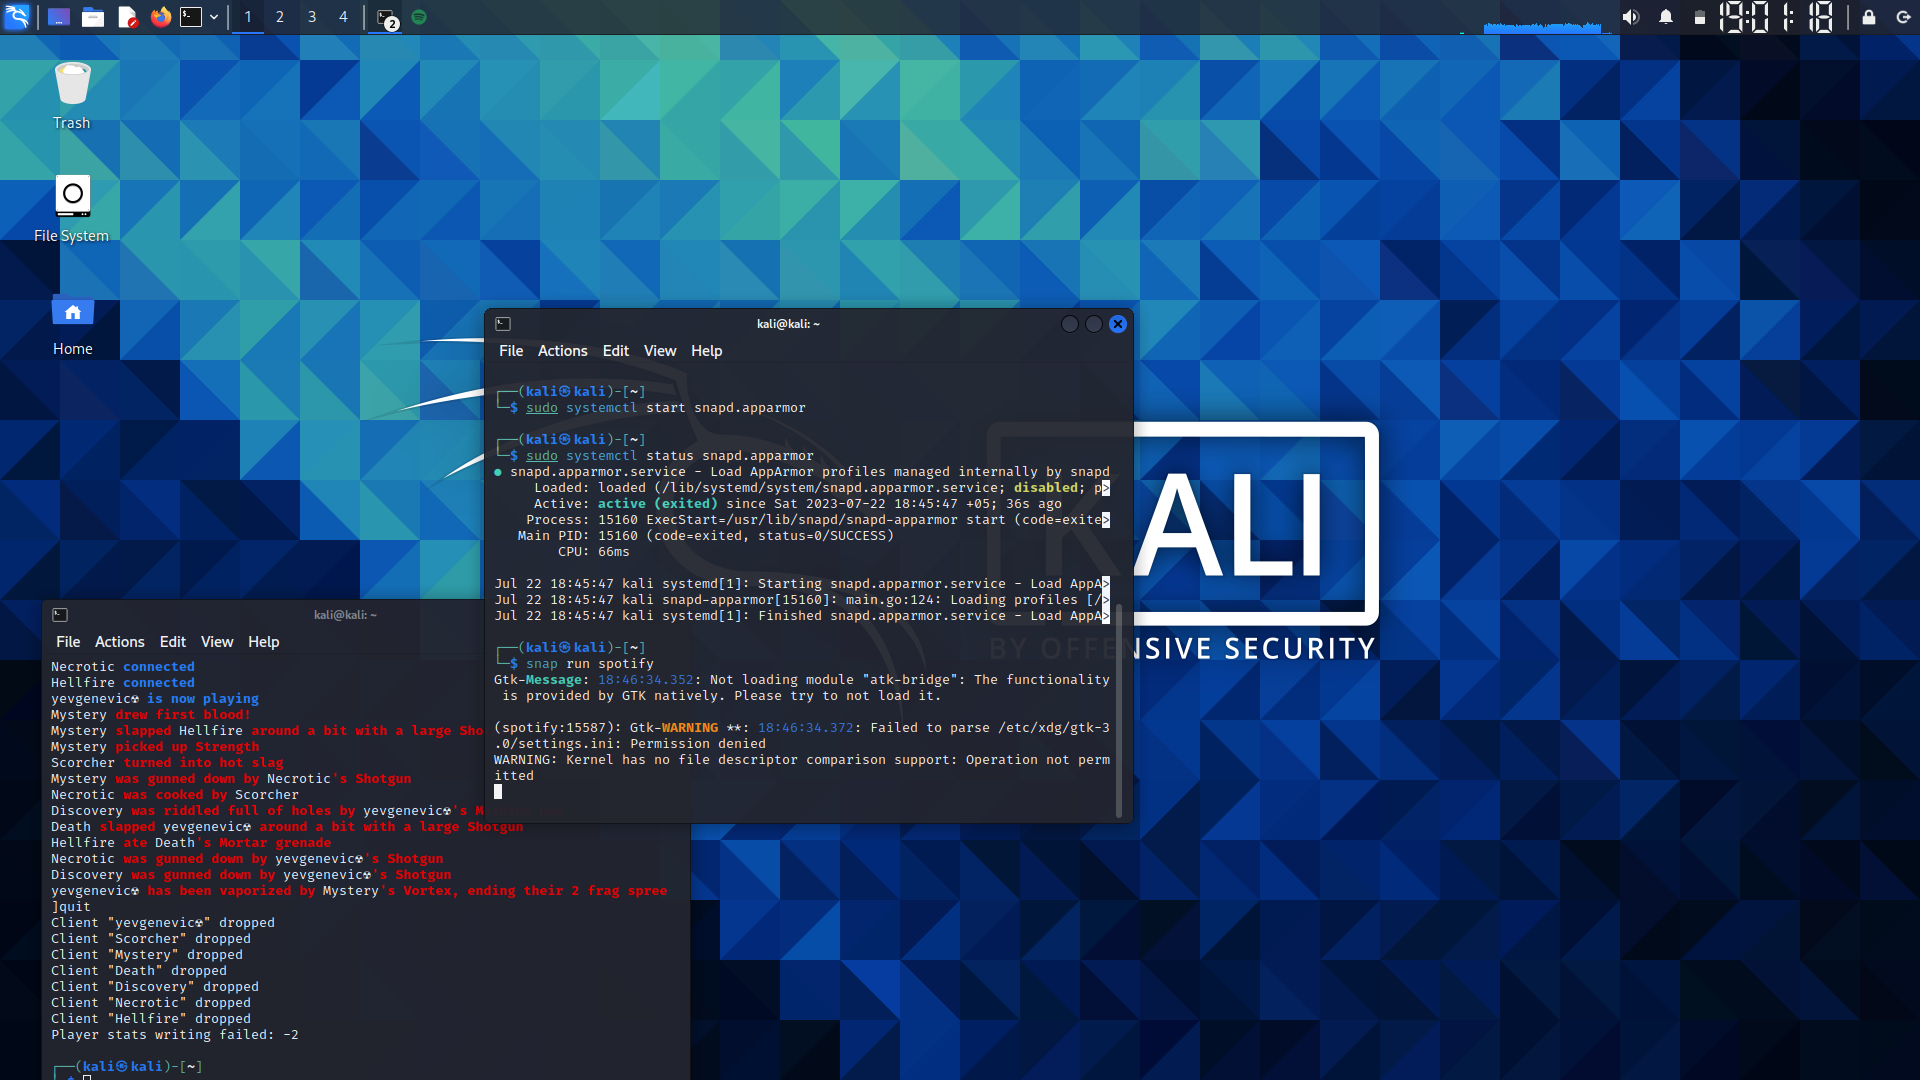 1 2 3 4 2 19:01:18
Trash
File System
Home
kali@kali: ~
File Actions Edit View Help
┌──(kali㉿kali)-[~]
└─$ sudo systemctl start snapd.apparmor
┌──(kali㉿kali)-[~]
└─$ sudo systemctl status snapd.apparmor
● snapd.apparmor.service - Load AppArmor profiles managed internally by snapd
Loaded: loaded (/lib/systemd/system/snapd.apparmor.service; disabled; p>
Active: active (exited) since Sat 2023-07-22 18:45:47 +05; 36s ago
Process: 15160 ExecStart=/usr/lib/snapd/snapd-apparmor start (code=exite>
Main PID: 15160 (code=exited, status=0/SUCCESS)
CPU: 66ms
Jul 22 18:45:47 kali systemd[1]: Starting snapd.apparmor.service - Load AppA>
Jul 22 18:45:47 kali snapd-apparmor[15160]: main.go:124: Loading profiles [/>
Jul 22 18:45:47 kali systemd[1]: Finished snapd.apparmor.service - Load AppA>
┌──(kali㉿kali)-[~]
└─$ snap run spotify
Gtk-Message: 18:46:34.352: Not loading module "atk-bridge": The functionality
is provided by GTK natively. Please try to not load it.
(spotify:15587): Gtk-WARNING **: 18:46:34.372: Failed to parse /etc/xdg/gtk-3
.0/settings.ini: Permission denied
WARNING: Kernel has no file descriptor comparison support: Operation not perm
itted
KALI
BY OFFENSIVE SECURITY
kali@kali: ~
File Actions Edit View Help
Necrotic connected
Hellfire connected
yevgenevic☢ is now playing
Mystery drew first blood!
Mystery slapped Hellfire around a bit with a large Sho
Mystery picked up Strength
Scorcher turned into hot slag
Mystery was gunned down by Necrotic's Shotgun
Necrotic was cooked by Scorcher
Discovery was riddled full of holes by yevgenevic☢'s M
Death slapped yevgenevic☢ around a bit with a large Shotgun
Hellfire ate Death's Mortar grenade
Necrotic was gunned down by yevgenevic☢'s Shotgun
Discovery was gunned down by yevgenevic☢'s Shotgun
yevgenevic☢ has been vaporized by Mystery's Vortex, ending their 2 frag spree
]quit
Client "yevgenevic☢" dropped
Client "Scorcher" dropped
Client "Mystery" dropped
Client "Death" dropped
Client "Discovery" dropped
Client "Necrotic" dropped
Client "Hellfire" dropped
Player stats writing failed: -2
┌──(kali㉿kali)-[~]
└─$